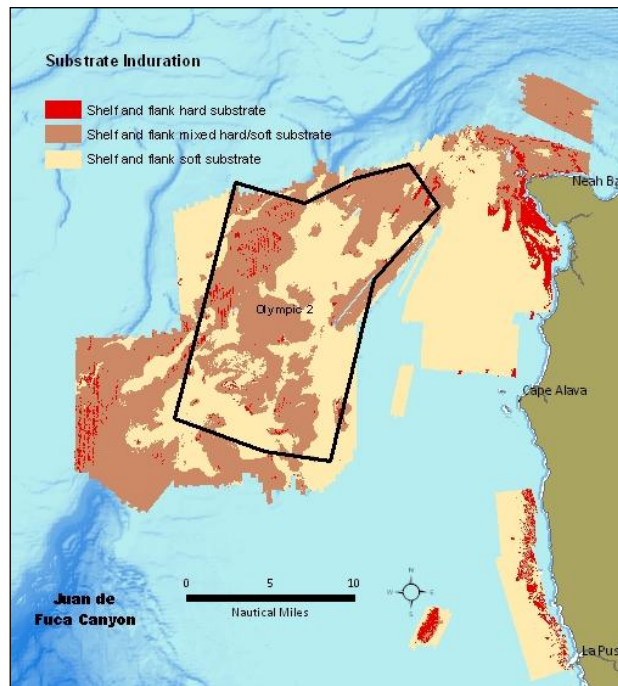 Substrate Induration
Shelf and flank hard substrate
Shelf and flank mixed hard/soft substrate
Shelf and flank soft substrate
Neah Ba
Olympic 2
Cape Alava
0 5 10
Nautical Miles
N
W E
S
Juan de
Fuca Canyon
La Pus